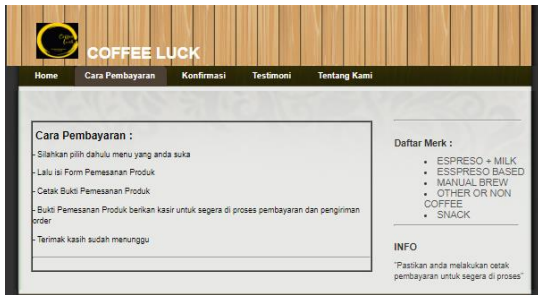 COFFEE LUCK
Home Cara Pembayaran Konfirmasi Testimoni Tentang Kami
Cara Pembayaran :
- Silahkan pilih dahulu menu yang anda suka
- Lalu isi Form Pemesanan Produk
- Cetak Bukti Pemesanan Produk
- Bukti Pemesanan Produk berikan kasir untuk segera di proses pembayaran dan pengiriman
order
- Terimak kasih sudah menunggu
Daftar Merk :
• ESPRESO + MILK
• ESSPRESO BASED
• MANUAL BREW
• OTHER OR NON
COFFEE
• SNACK
INFO
"Pastikan anda melakukan cetak
pembayaran untuk segera di proses"